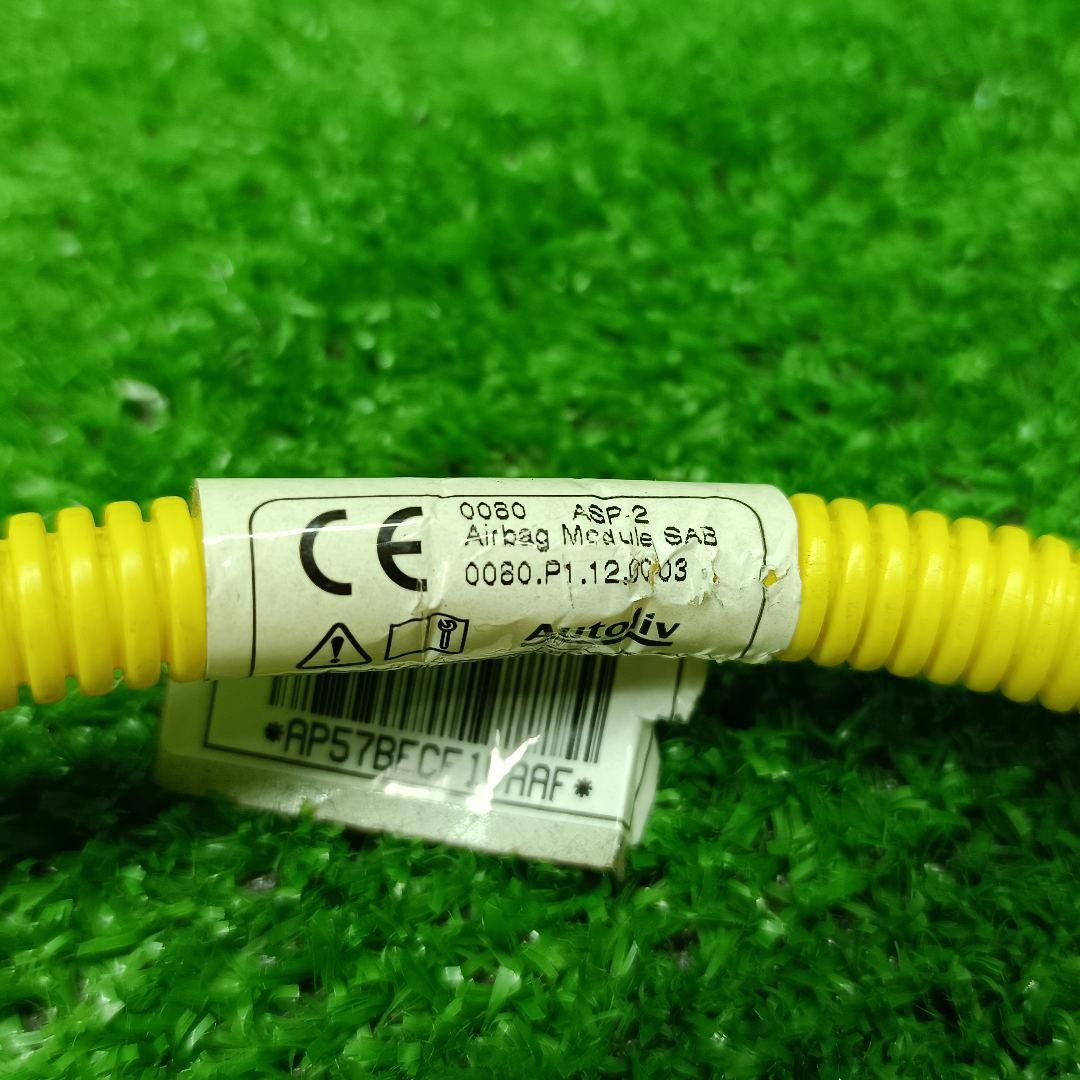 CE
0080 ASP-2
Airbag Module SAB
0080.P1.12.0003
Autoliv